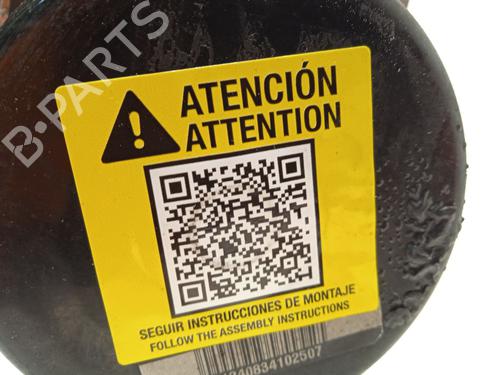 B-PARTS
ATENCIÓN
ATTENTION
SEGUIR INSTRUCCIONES DE MONTAJE
FOLLOW THE ASSEMBLY INSTRUCTIONS